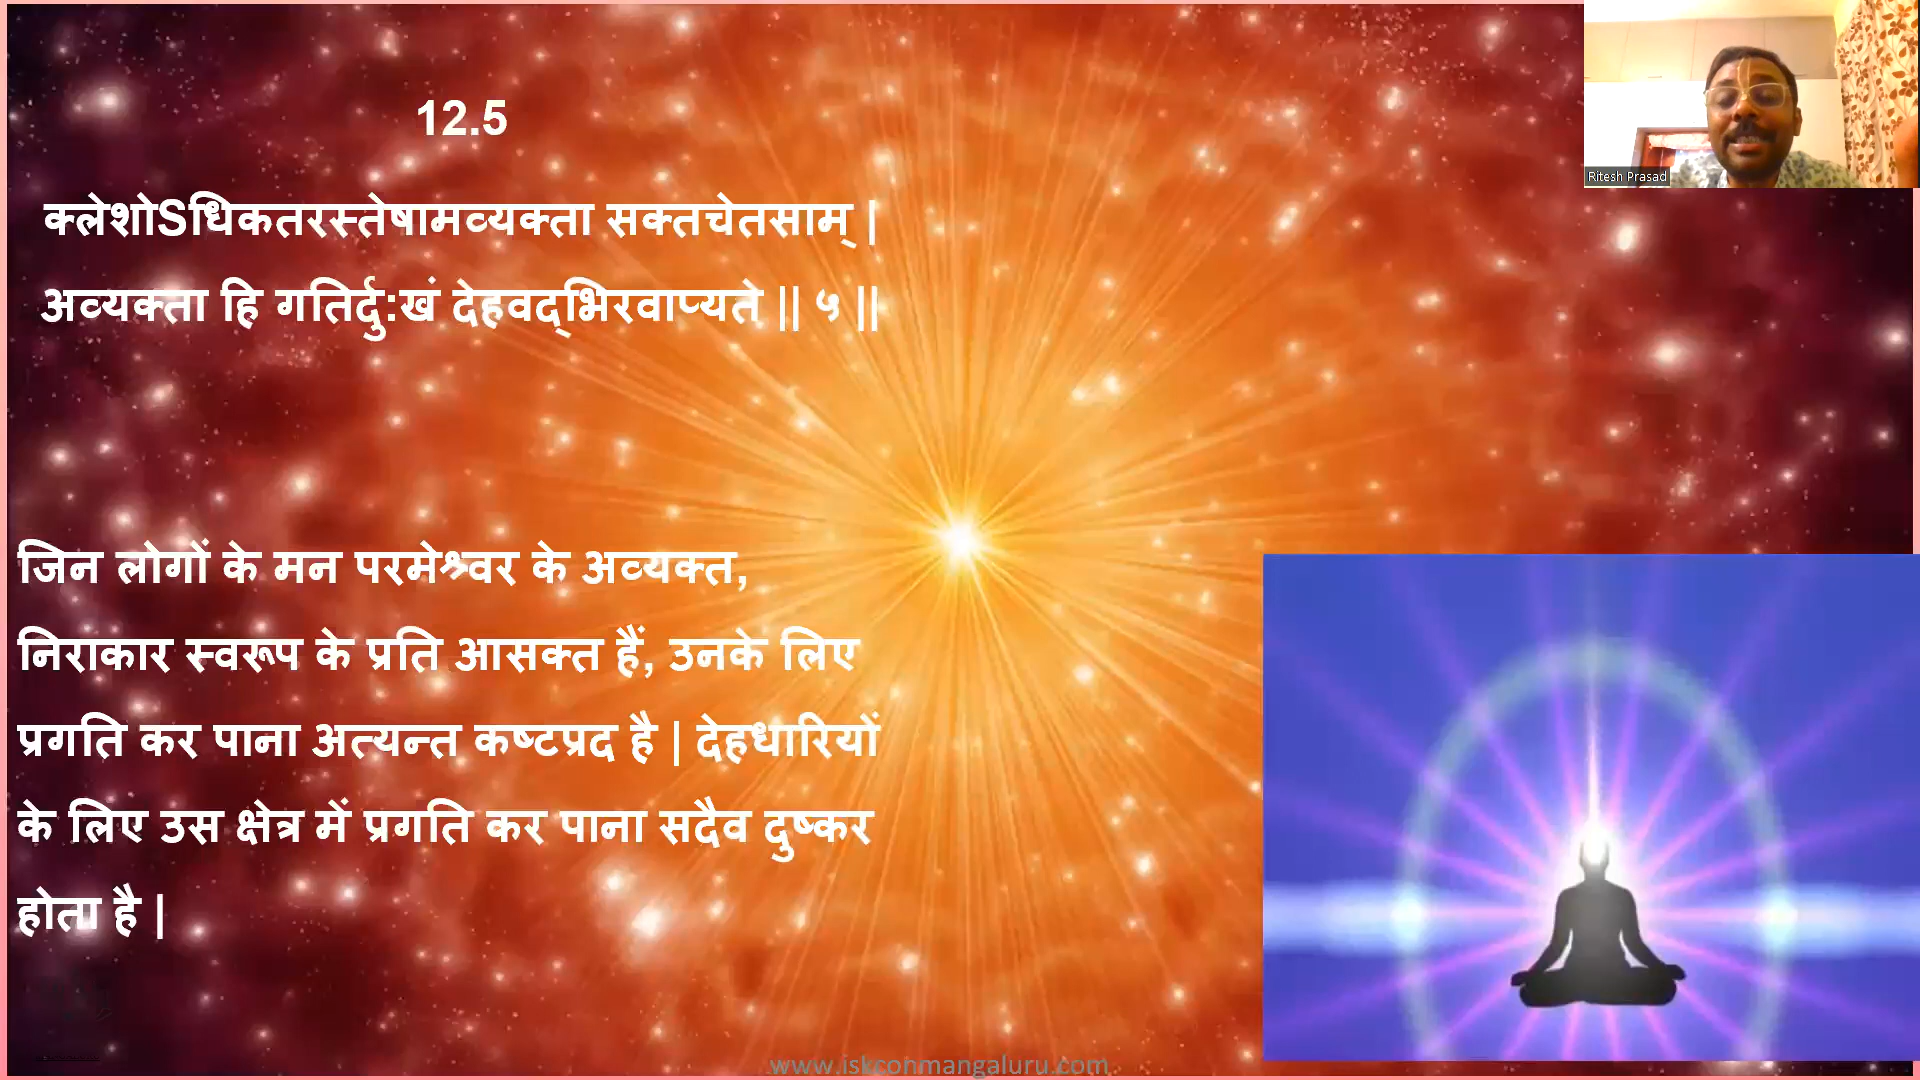 12.5
Ritesh Prasad
क्लेशोSधिकतरस्तेषामव्यक्ता सक्तचेतसाम् |
अव्यक्ता हि गतिर्दु:खं देहवद्‌भिरवाप्यते || ५ ||
जिन लोगों के मन परमेश्र्वर के अव्यक्त,
निराकार स्वरूप के प्रति आसक्त हैं, उनके लिए
प्रगति कर पाना अत्यन्त कष्टप्रद है | देहधारियों
के लिए उस क्षेत्र में प्रगति कर पाना सदैव दुष्कर
होता है |
www.iskconmangaluru.com